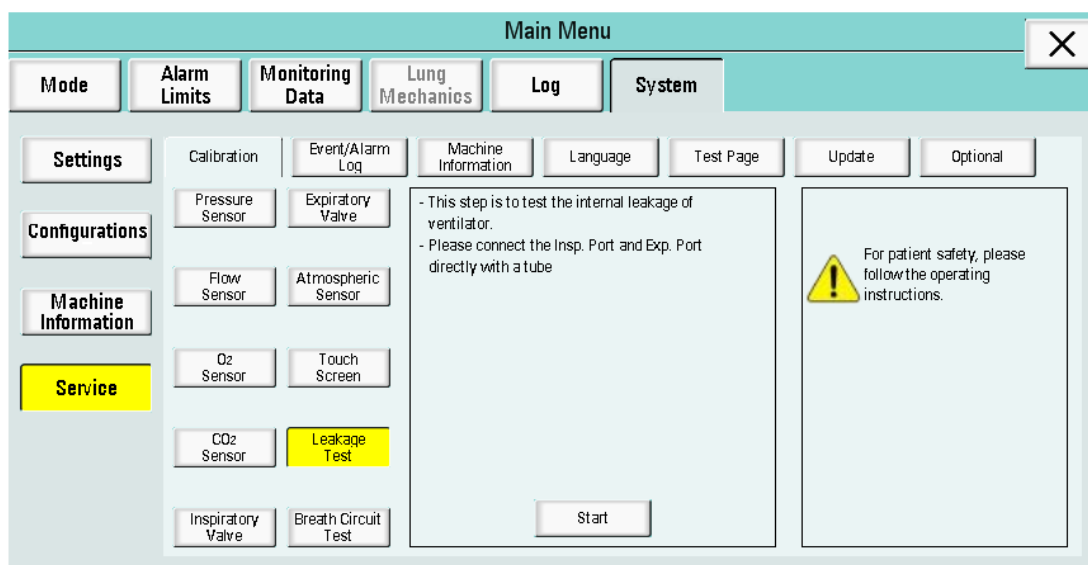 Main Menu
Mode
Alarm
Limits
Monitoring
Data
Lung
Mechanics
Log
System
Settings
Configurations
Machine
Information
Service
Calibration
Event/Alarm
Log
Machine
Information
Language
Test Page
Update
Optional
Pressure
Sensor
Expiratory
Valve
Flow
Sensor
Atmospheric
Sensor
O2
Sensor
Touch
Screen
CO2
Sensor
Leakage
Test
Inspiratory
Valve
Breath Circuit
Test
- This step is to test the internal leakage of
ventilator.
- Please connect the Insp. Port and Exp. Port
directly with a tube
Start
For patient safety, please
follow the operating
instructions.